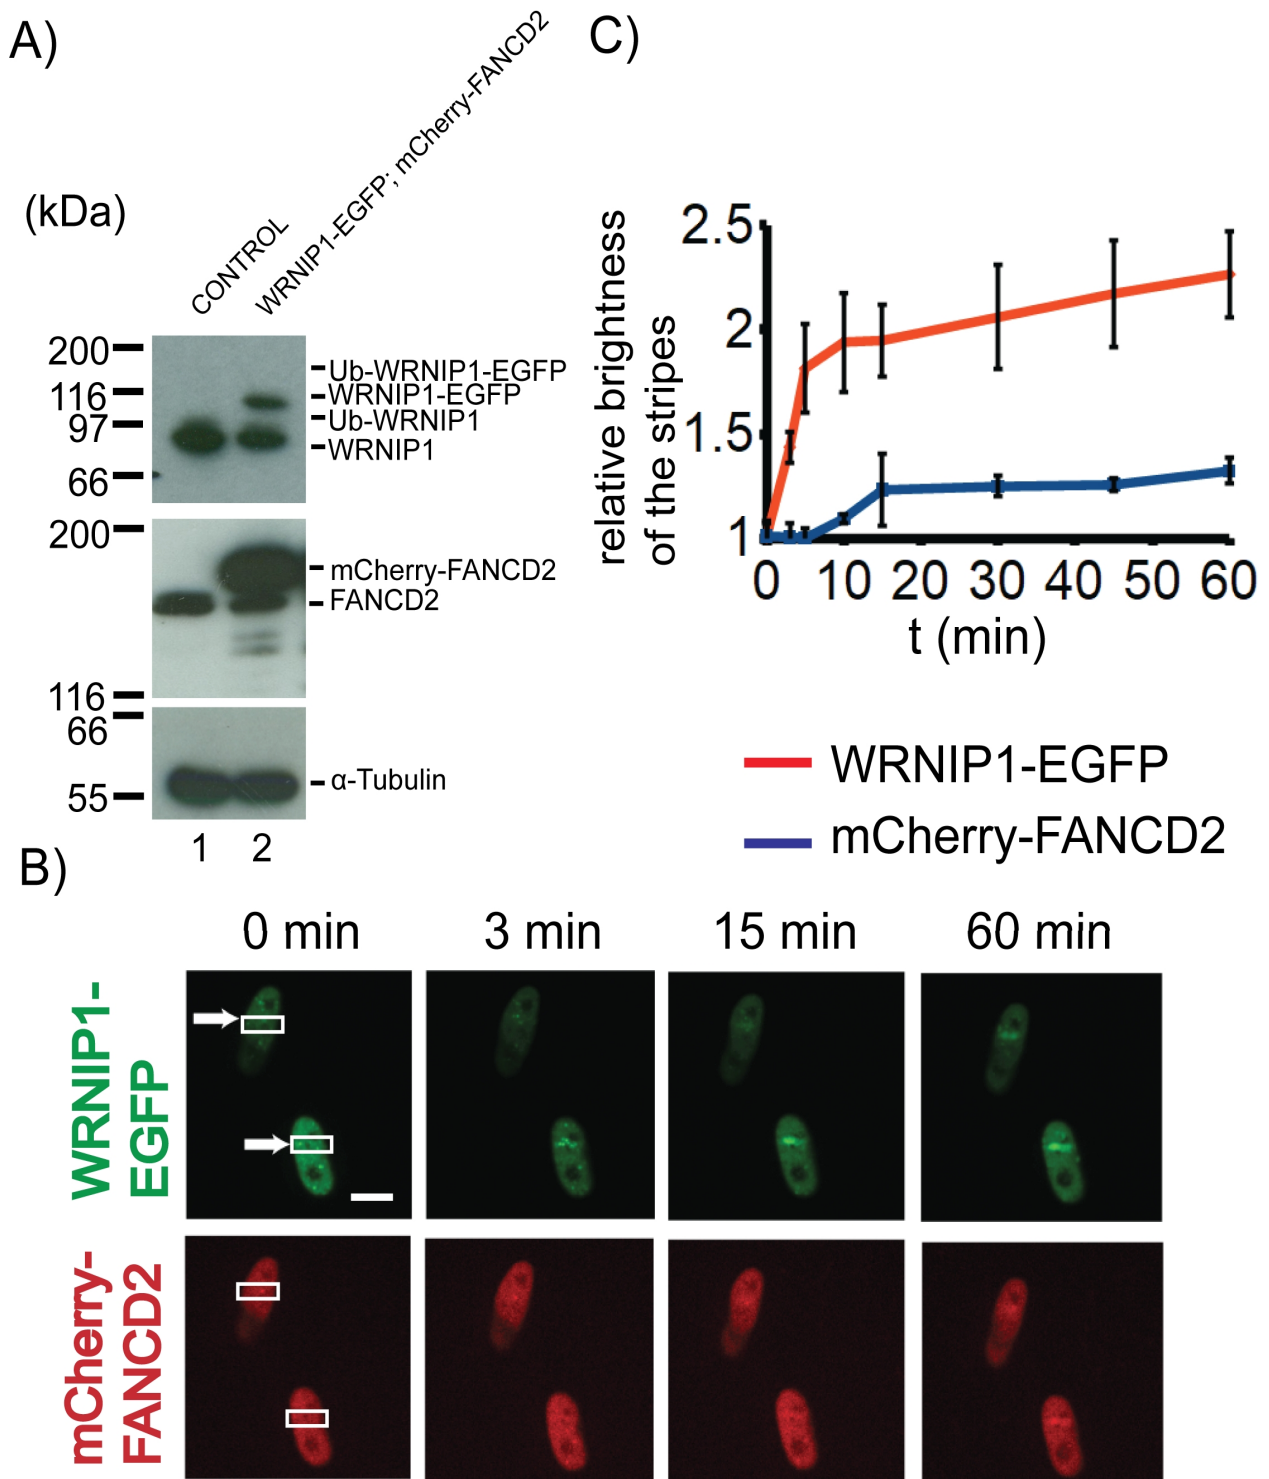 A)
(kDa)
CONTROL
WRNIP1-EGFP; mCherry-FANCD2
200
116
97
66
Ub-WRNIP1-EGFP
WRNIP1-EGFP
Ub-WRNIP1
WRNIP1
200
116
mCherry-FANCD2
FANCD2
66
55
α-Tubulin
1 2
C)
relative brightness
of the stripes
2.5
2
1.5
1
0 10 20 30 40 50 60
t (min)
WRNIP1-EGFP
mCherry-FANCD2
B)
0 min 3 min 15 min 60 min
WRNIP1-
EGFP
mCherry-
FANCD2